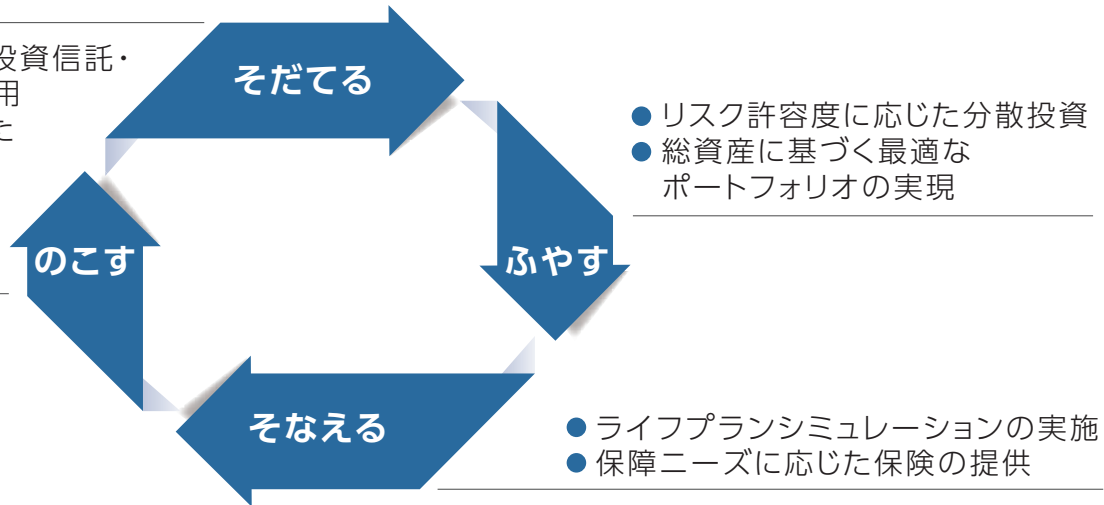 投資信託・
用
た
そだてる
● リスク許容度に応じた分散投資
● 総資産に基づく最適な
ポートフォリオの実現
のこす
ふやす
そなえる
● ライフプランシミュレーションの実施
● 保障ニーズに応じた保険の提供